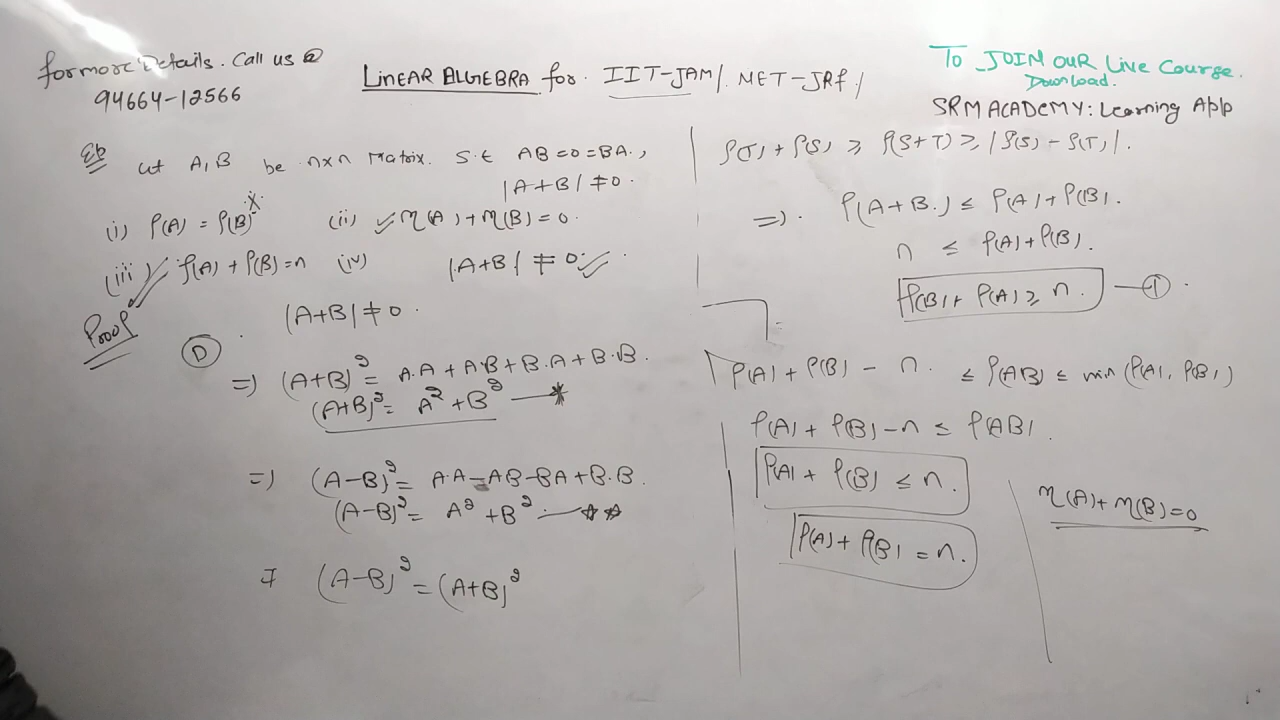 for more Details. Call us @
94664-12566
LINEAR ALGEBRA for IIT-JAM/. NET-JRF/
To JOIN OUR Live Course.
Download.
SRM ACADEMY: Learning App
let A, B be n×n Matrix. S.t AB=0=BA.,
|A+B| ≠ 0.
(i) ρ(A) = ρ(B) × (ii) ✓ η(A) + η(B) = 0.
(iii) ✓ ρ(A) + ρ(B) = n (iv) |A+B| ≠ 0. ✓
Proof
|A+B| ≠ 0.
D
⇒) (A+B)² = A.A + A.B + B.A + B.B.
(A+B)² = A² + B² —*
⇒) (A−B)² = A.A − AB − BA + B.B.
(A−B)² = A² + B² —**
(A−B)² = (A+B)²
ρ(T) + ρ(S) ≥ ρ(S+T) ≥ |ρ(S) − ρ(T)|.
⇒). ρ(A+B.) ≤ ρ(A) + ρ(B).
n ≤ ρ(A) + ρ(B).
ρ(B) + ρ(A) ≥ n. —①.
ρ(A) + ρ(B) − n. ≤ ρ(AB) ≤ min (ρ(A), ρ(B))
ρ(A) + ρ(B) − n ≤ ρ(AB).
ρ(A) + ρ(B) ≤ n.
ρ(A) + ρ(B) = n.
η(A) + η(B) = 0